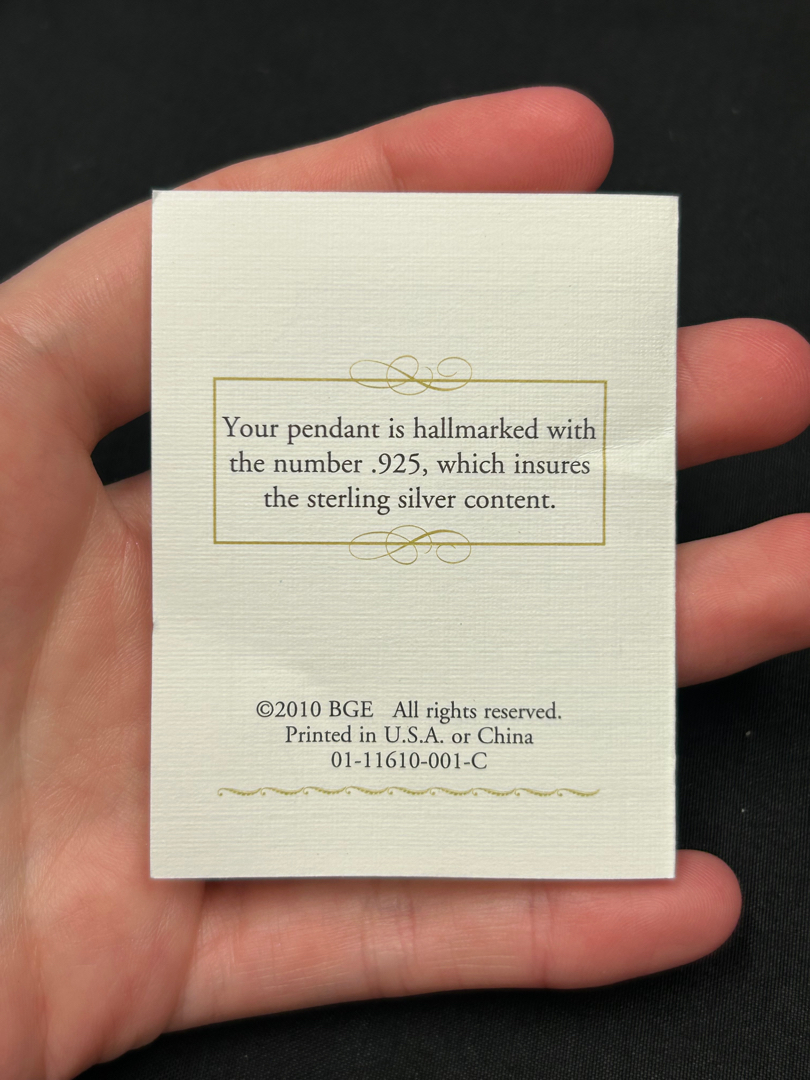 Your pendant is hallmarked with
the number .925, which insures
the sterling silver content.
©2010 BGE All rights reserved.
Printed in U.S.A. or China
01-11610-001-C